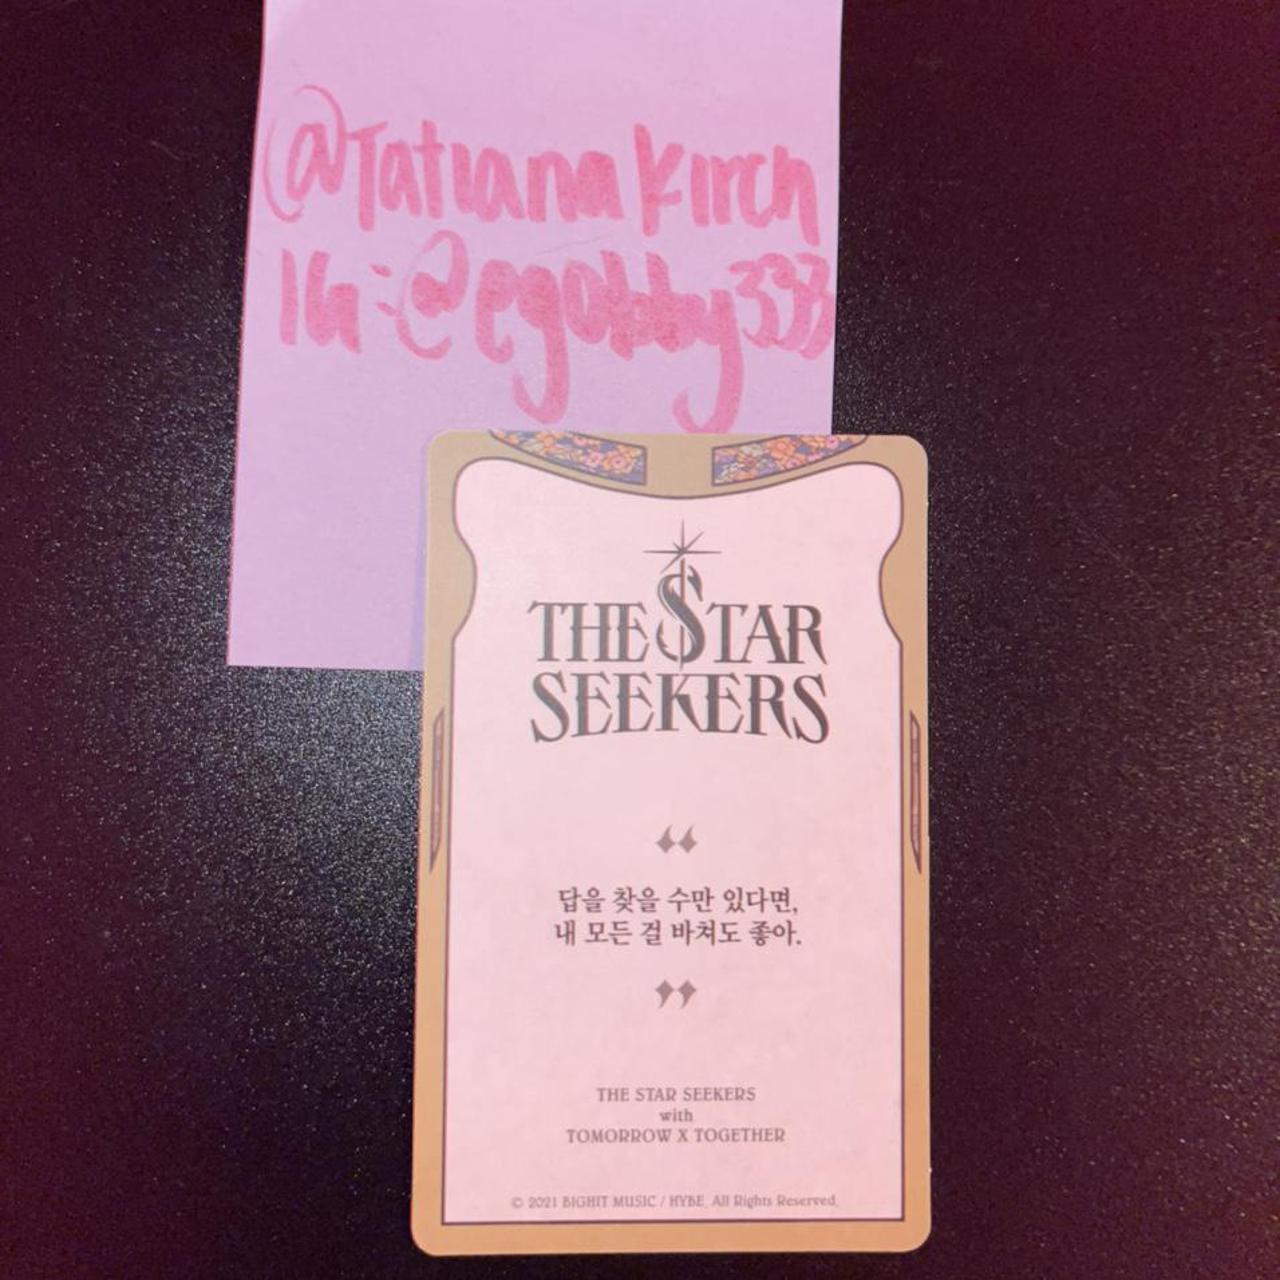 @Tatiana Kirch
IG:@egabby333
THE STAR
SEEKERS
“
답을 찾을 수만 있다면,
내 모든 걸 바쳐도 좋아.
”
THE STAR SEEKERS
with
TOMORROW X TOGETHER
© 2021 BIGHIT MUSIC / HYBE. All Rights Reserved.